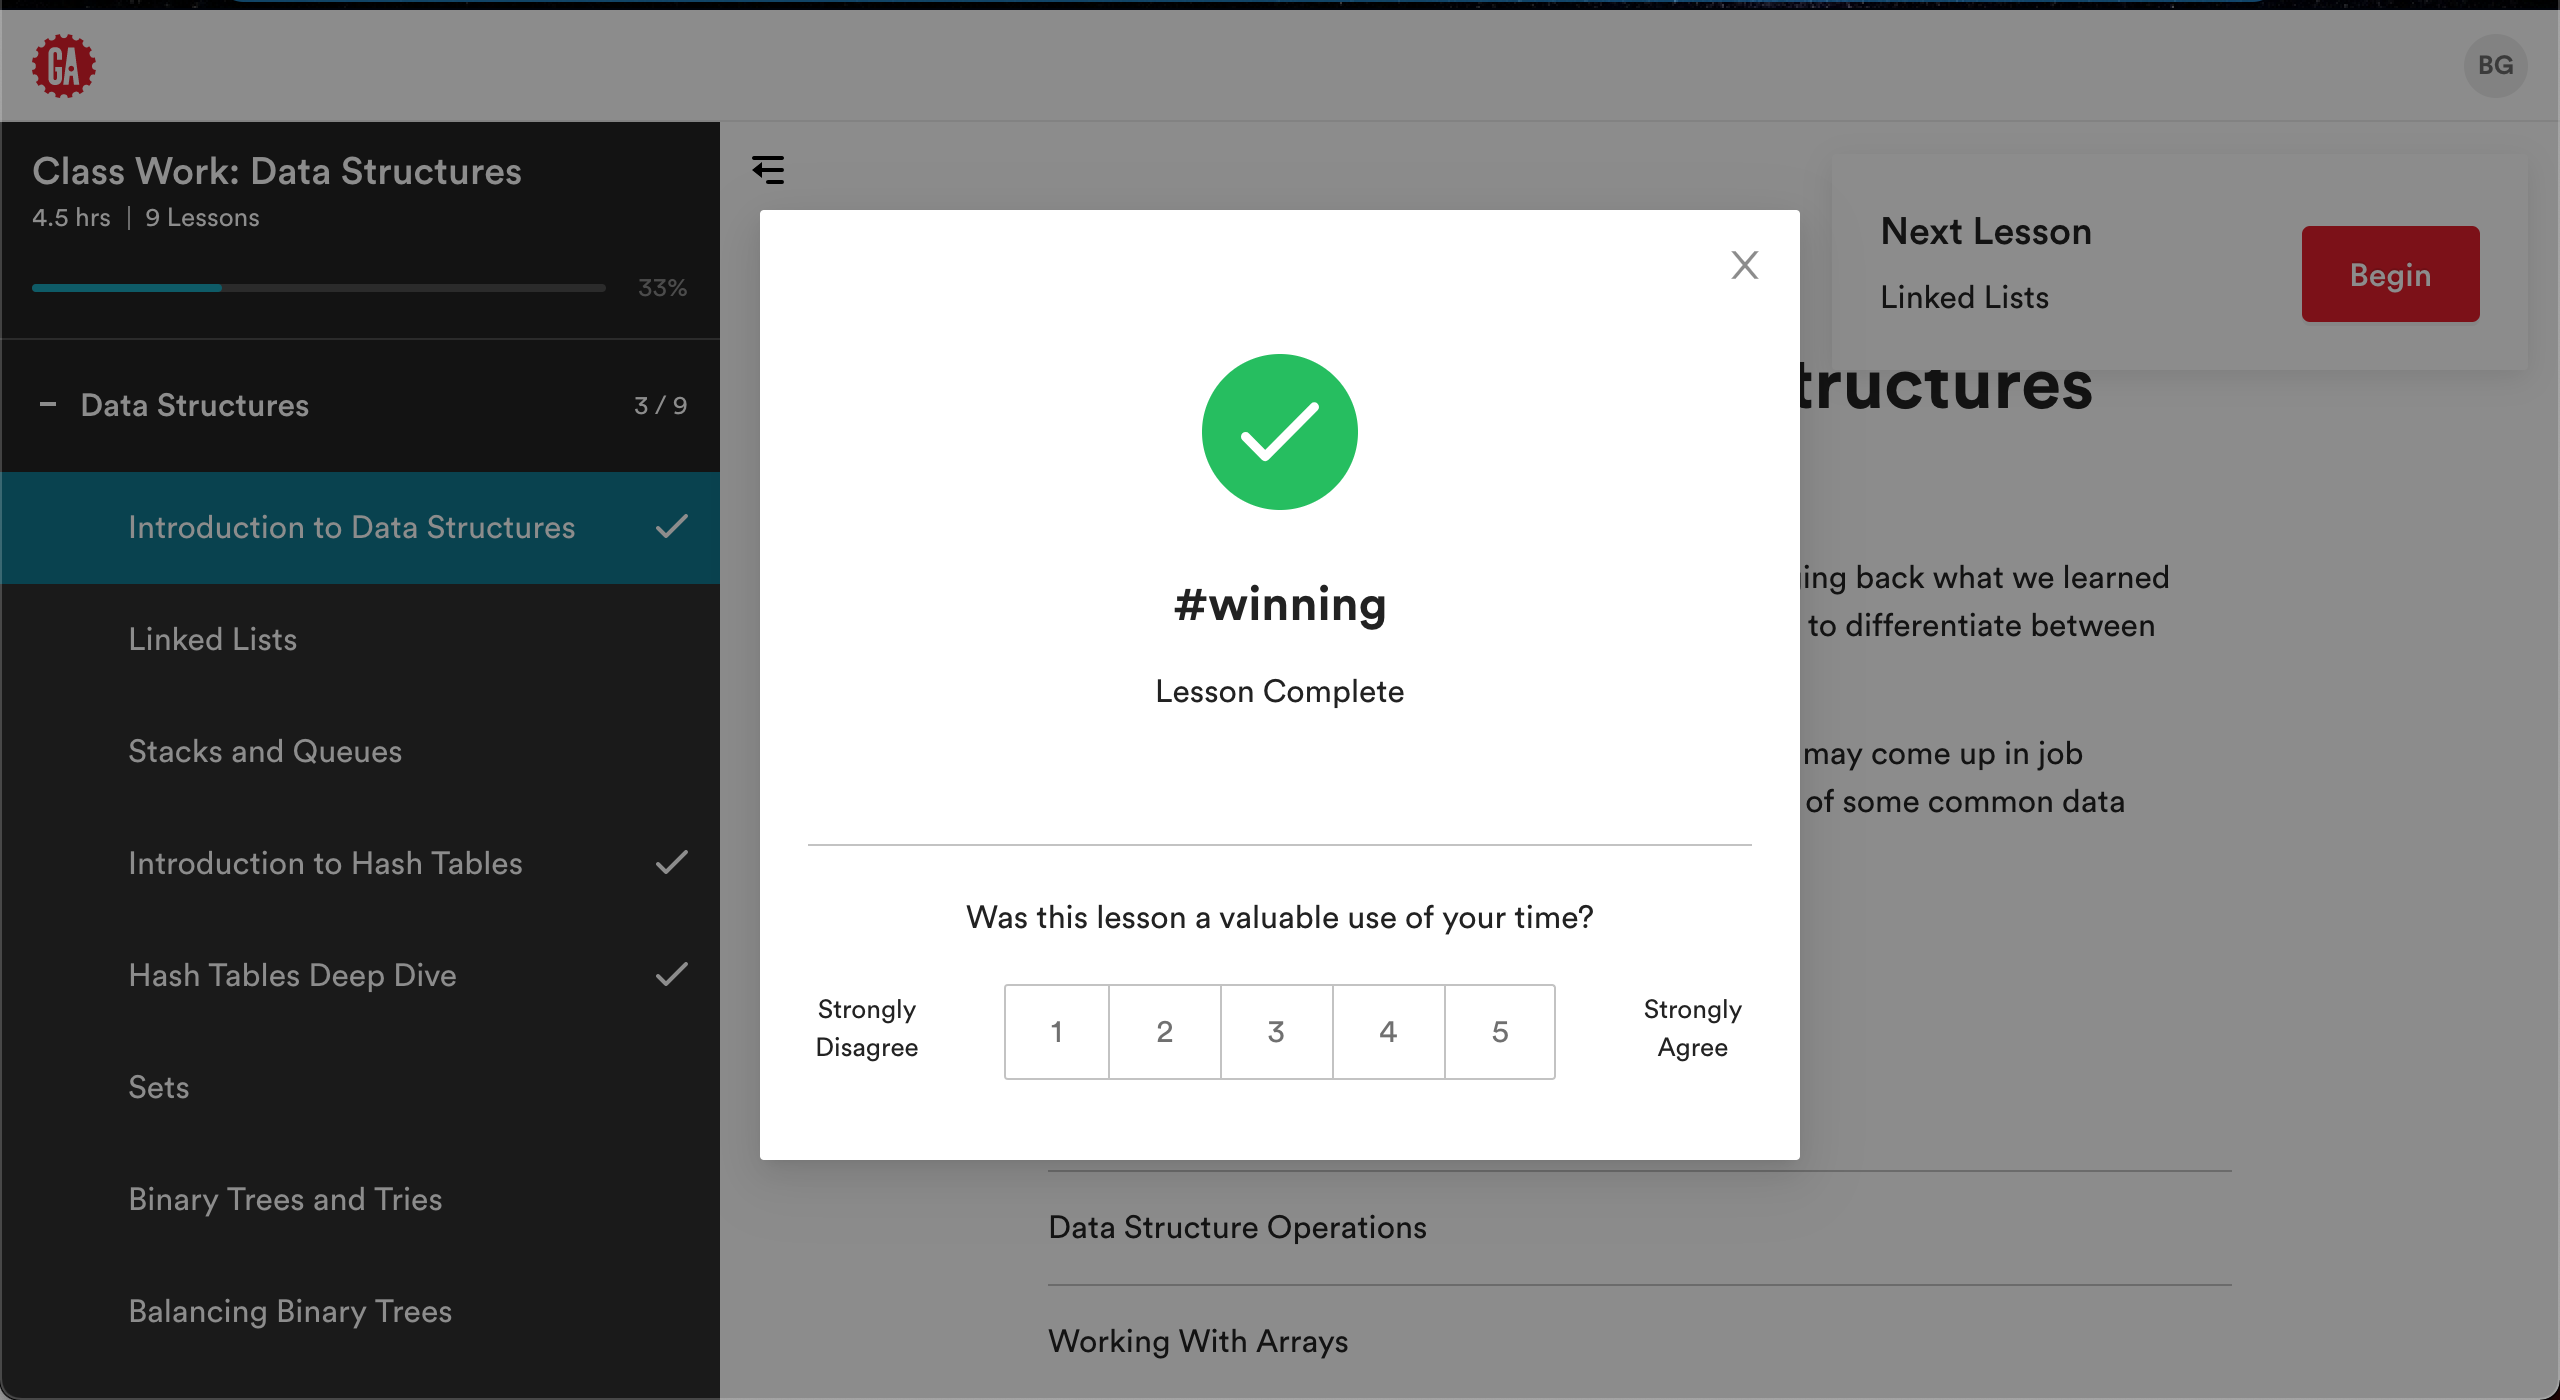 GA
BG
Class Work: Data Structures
4.5 hrs | 9 Lessons
33%
Data Structures
3 / 9
Introduction to Data Structures
Linked Lists
Stacks and Queues
Introduction to Hash Tables
Hash Tables Deep Dive
Sets
Binary Trees and Tries
Balancing Binary Trees
Next Lesson
Linked Lists
Begin
tructures
ing back what we learned
to differentiate between
may come up in job
of some common data
#winning
Lesson Complete
Was this lesson a valuable use of your time?
Strongly
Disagree
1 2 3 4 5
Strongly
Agree
Data Structure Operations
Working With Arrays